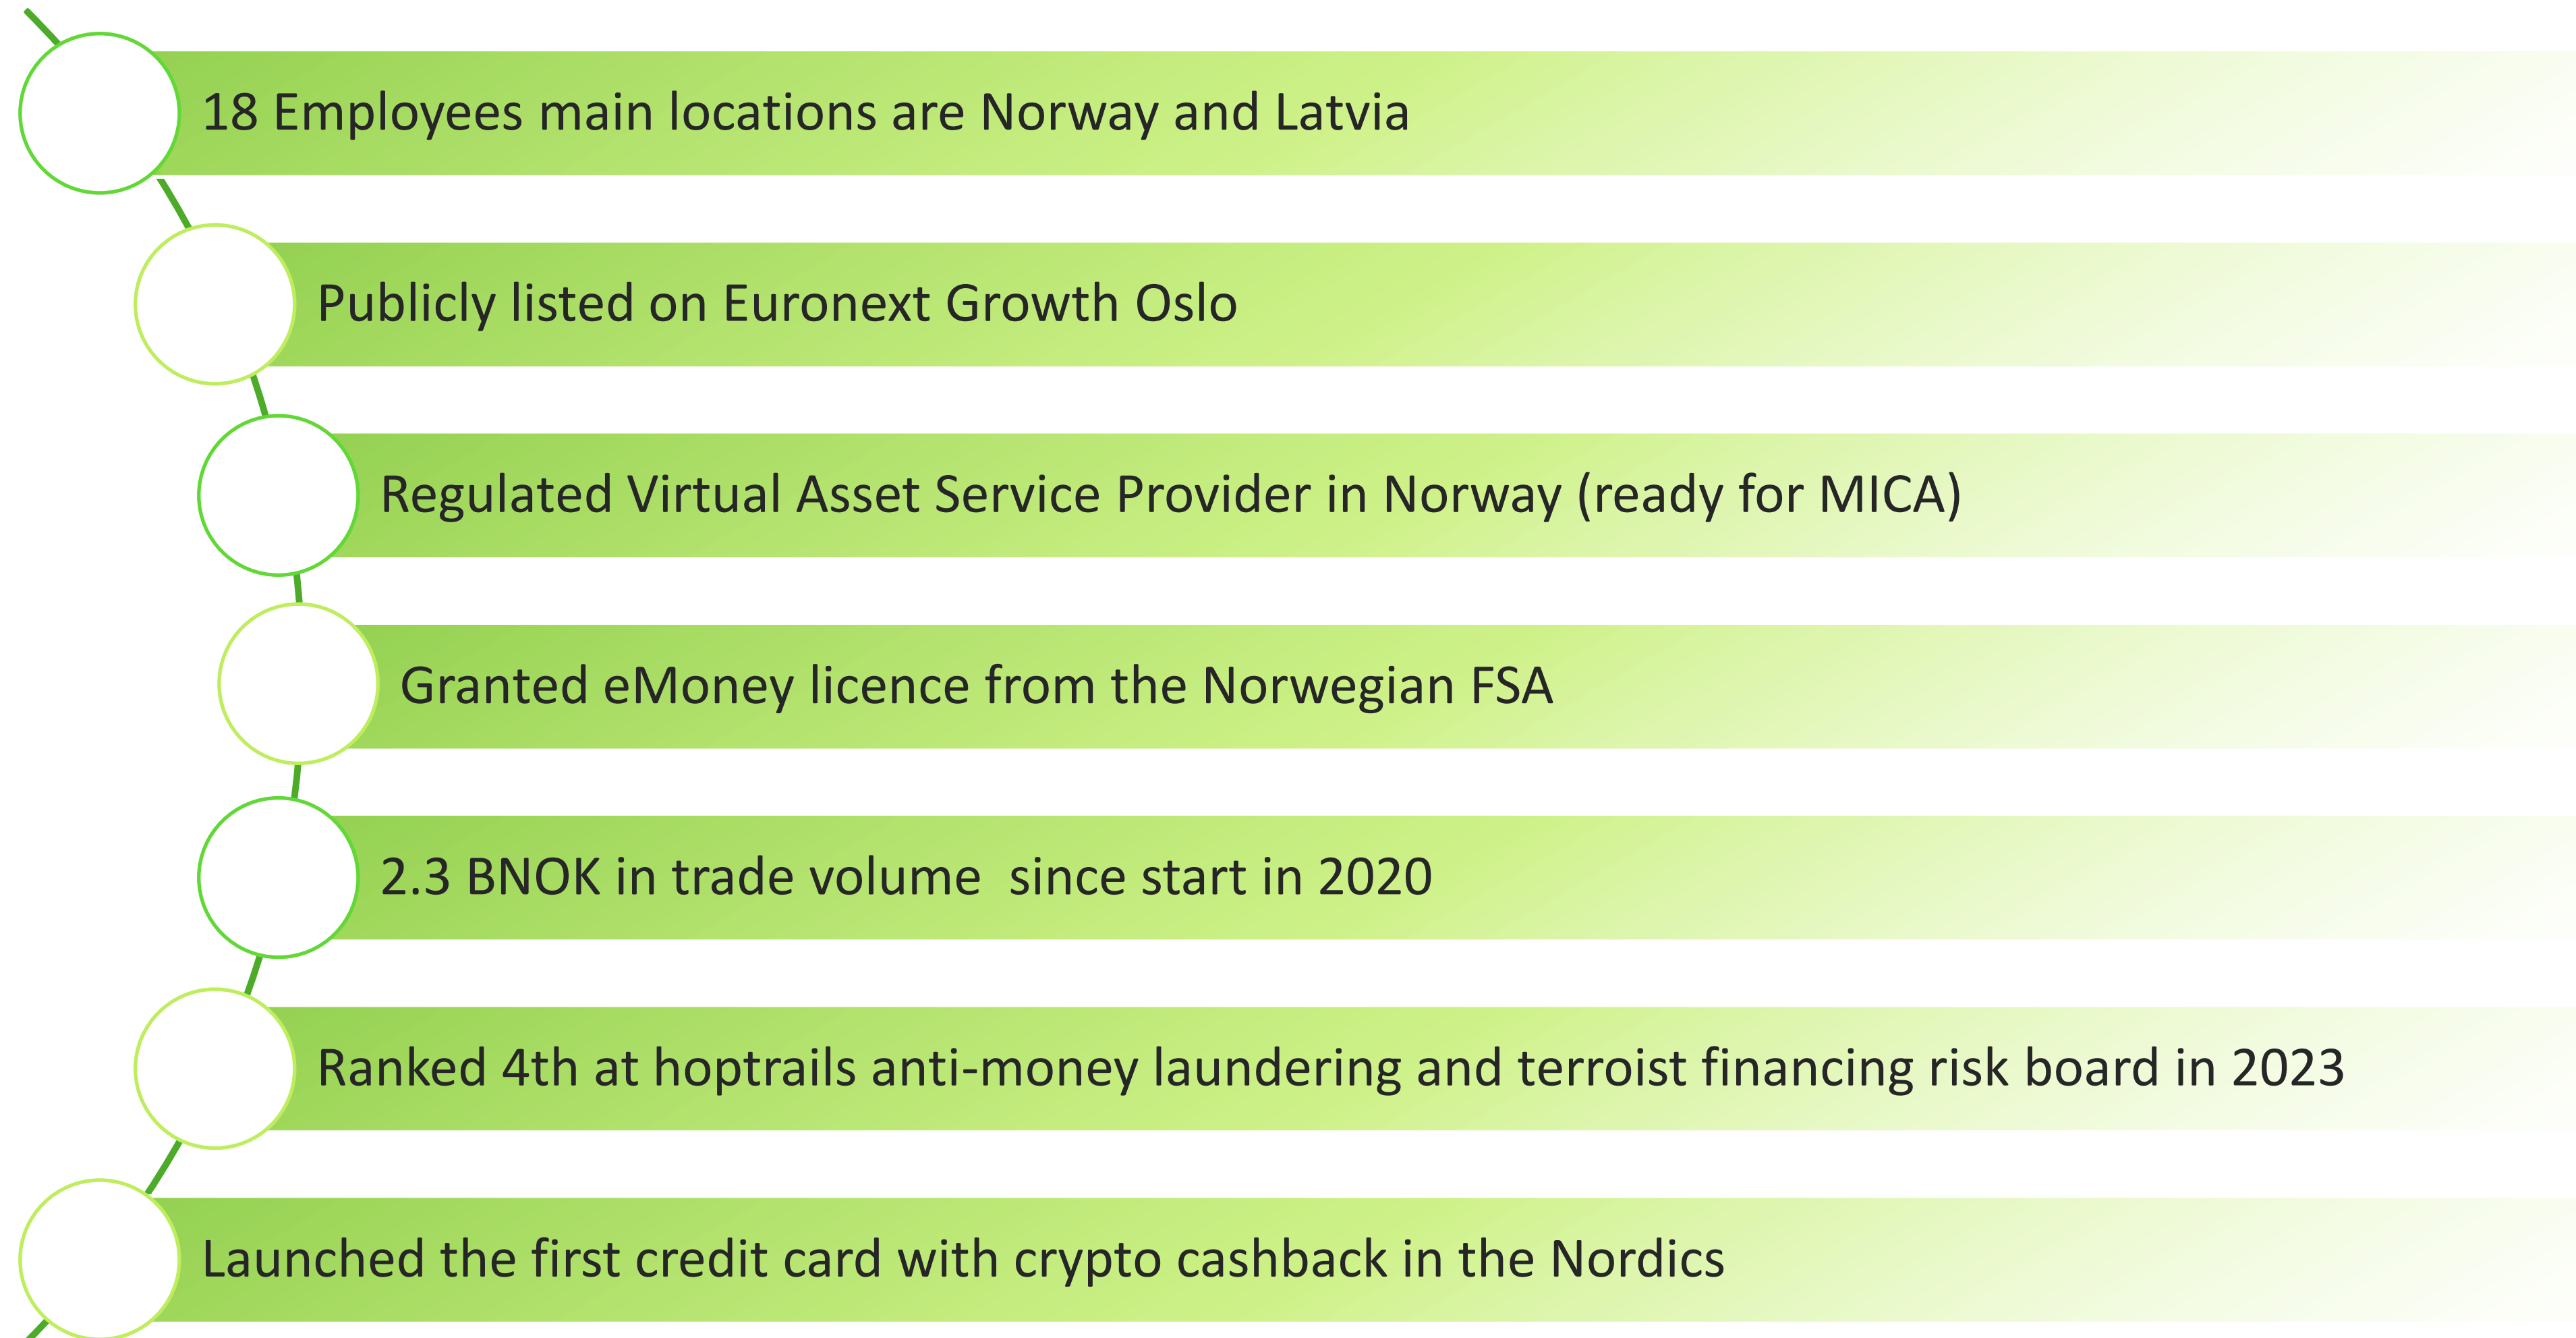 18 Employees main locations are Norway and Latvia
Publicly listed on Euronext Growth Oslo
Regulated Virtual Asset Service Provider in Norway (ready for MICA)
Granted eMoney licence from the Norwegian FSA
2.3 BNOK in trade volume  since start in 2020
Ranked 4th at hoptrails anti-money laundering and terroist financing risk board in 2023
Launched the first credit card with crypto cashback in the Nordics